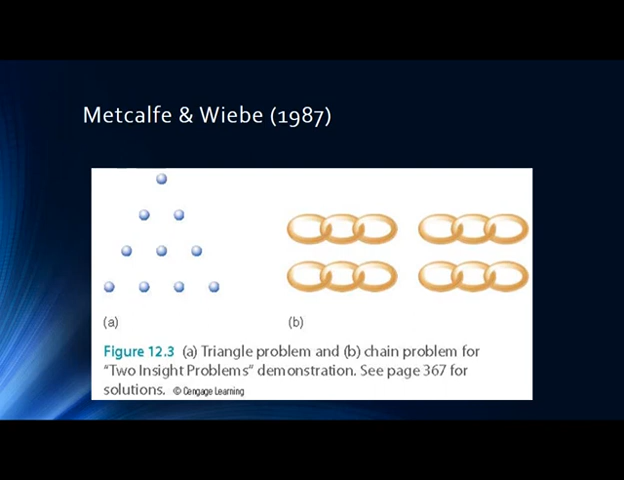 Metcalfe & Wiebe (1987)
(a)
(b)
Figure 12.3 (a) Triangle problem and (b) chain problem for
"Two Insight Problems" demonstration. See page 367 for
solutions. © Cengage Learning